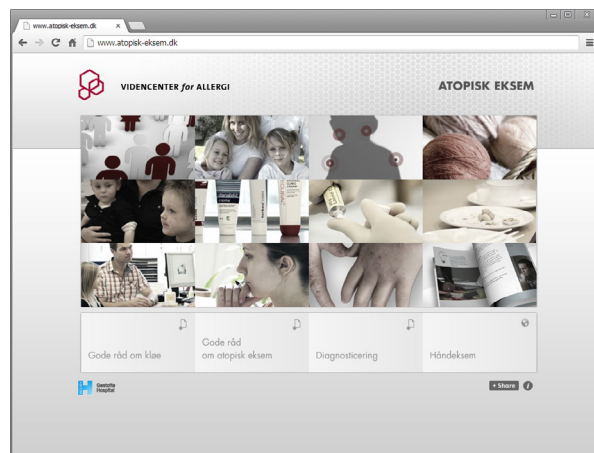 www.atopisk-eksem.dk
www.atopisk-eksem.dk
VIDENCENTER for ALLERGI
ATOPISK EKSEM
Gode råd om kløe
Gode råd
om atopisk eksem
Diagnosticering
Håndeksem
Gentofte
Hospital
+ Share